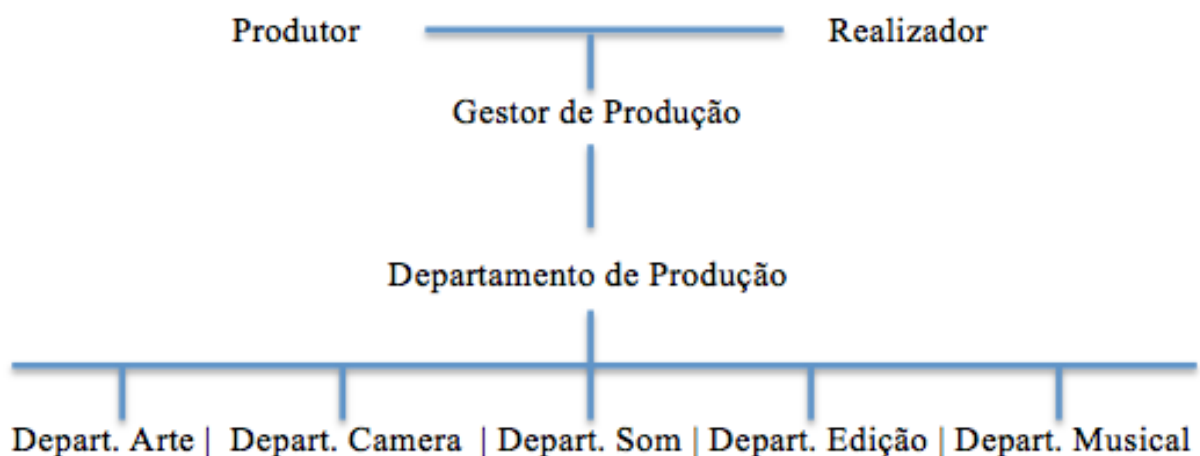 Produtor Realizador
Gestor de Produção
Departamento de Produção
Depart. Arte | Depart. Camera | Depart. Som | Depart. Edição | Depart. Musical